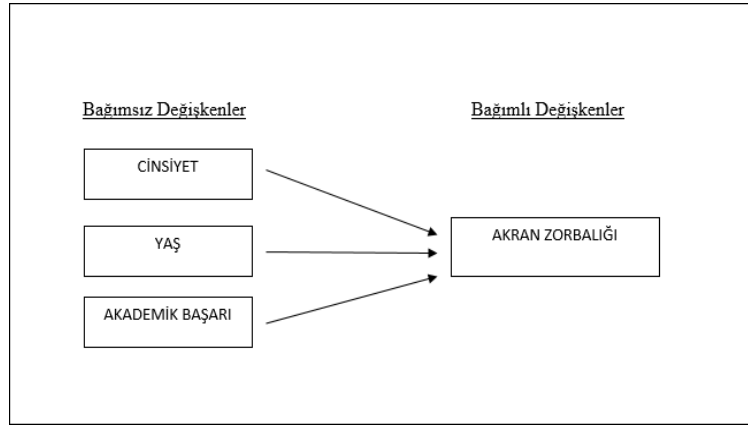 Bağımsız Değişkenler
Bağımlı Değişkenler
CİNSİYET
YAŞ
AKRAN ZORBALIĞI
AKADEMİK BAŞARI